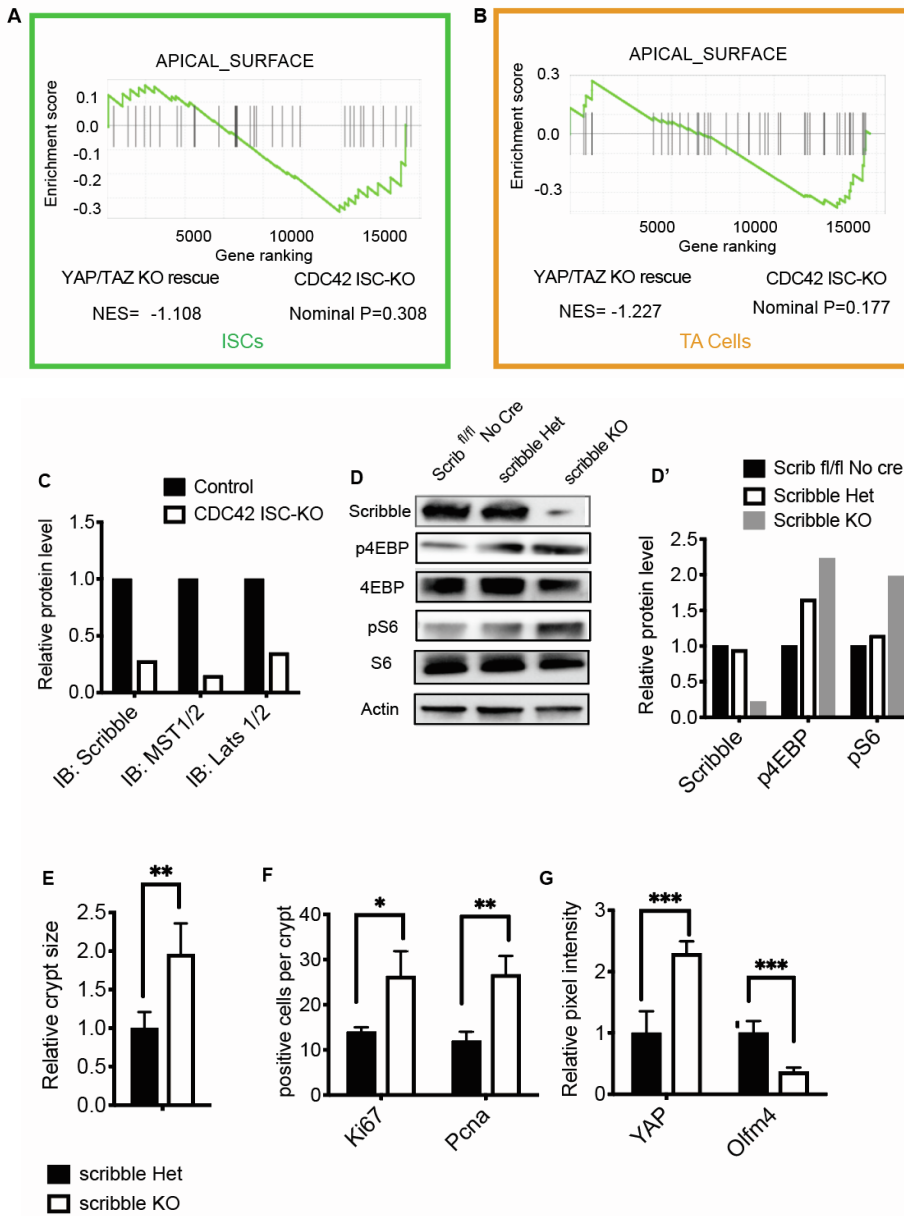 A
APICAL_SURFACE
Enrichment score
0.1
0.0
-0.1
-0.2
-0.3
5000 10000 15000
Gene ranking
YAP/TAZ KO rescue CDC42 ISC-KO
NES= -1.108 Nominal P=0.308
ISCs
B
APICAL_SURFACE
Enrichment score
0.3
0.0
-0.3
5000 10000 15000
Gene ranking
YAP/TAZ KO rescue CDC42 ISC-KO
NES= -1.227 Nominal P=0.177
TA Cells
C
Control
CDC42 ISC-KO
Relative protein level
1.5
1.0
0.5
0.0
IB: Scribble
IB: MST1/2
IB: Lats 1/2
D
Scrib fl/fl No Cre
scribble Het
scribble KO
Scribble
p4EBP
4EBP
pS6
S6
Actin
D'
Scrib fl/fl No cre
Scribble Het
Scribble KO
Relative protein level
2.5
2.0
1.5
1.0
0.5
0.0
Scribble
p4EBP
pS6
E
**
Relative crypt size
2.5
2.0
1.5
1.0
0.5
0.0
scribble Het
scribble KO
F
* **
positive cells per crypt
40
30
20
10
0
Ki67
Pcna
G
***
***
Relative pixel intensity
3
2
1
0
YAP
Olfm4